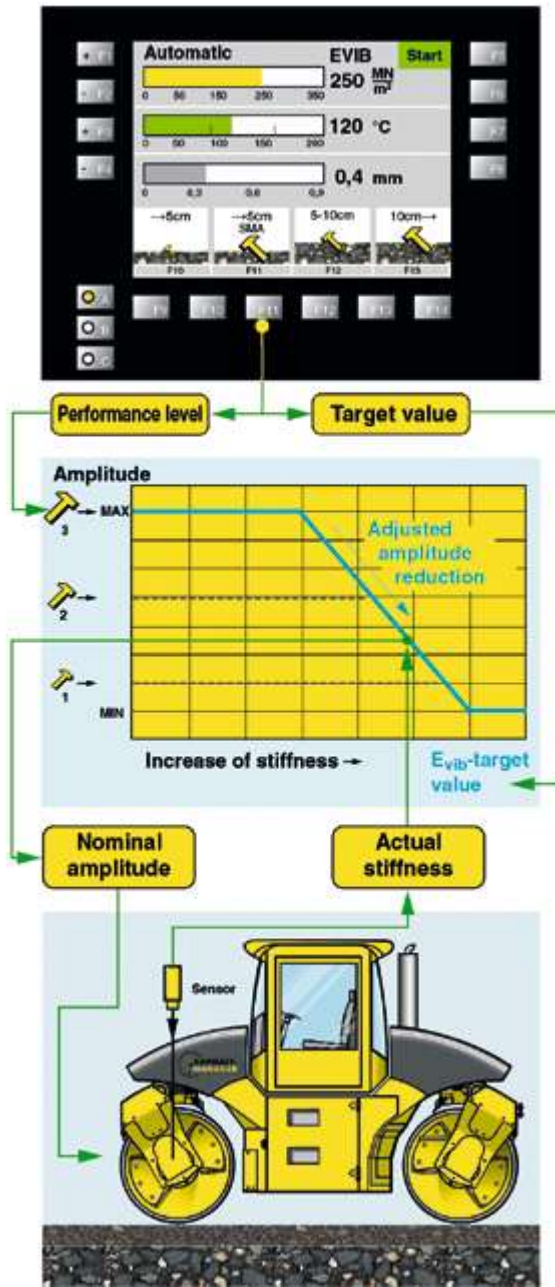 Automatic
EVIB
Start
250 MN/m²
0 50 150 250 350
120 °C
0 50 100 150 200
0,4 mm
0 0,3 0,6 0,9
→5cm
→5cm
SMA
5-10cm
10cm→
F10
F11
F12
F13
A
B
C
Performance level
Target value
Amplitude
3
MAX
Adjusted
amplitude
reduction
2
1
MIN
Increase of stiffness →
Evib-target
value
Nominal
amplitude
Actual
stiffness
Sensor